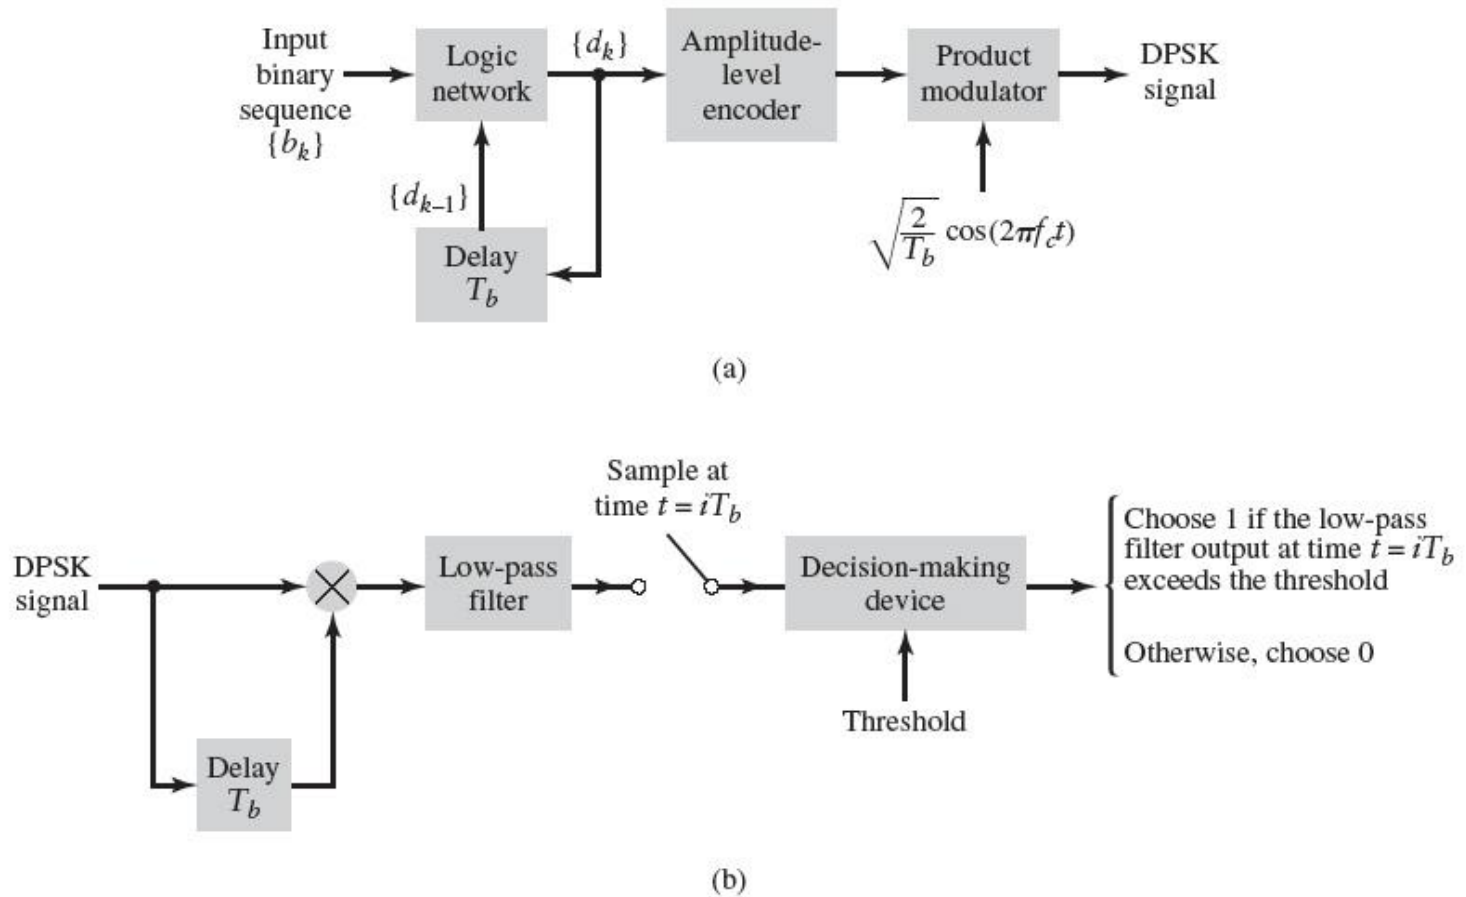 Input
binary
sequence
{b_k}
Logic
network
{d_k}
Amplitude-
level
encoder
Product
modulator
DPSK
signal
{d_{k–1}}
Delay
T_b
√(2/T_b) cos(2πf_ct)
(a)
Sample at
time t = iT_b
DPSK
signal
Low-pass
filter
Decision-making
device
Choose 1 if the low-pass
filter output at time t = iT_b
exceeds the threshold
Otherwise, choose 0
Threshold
Delay
T_b
(b)